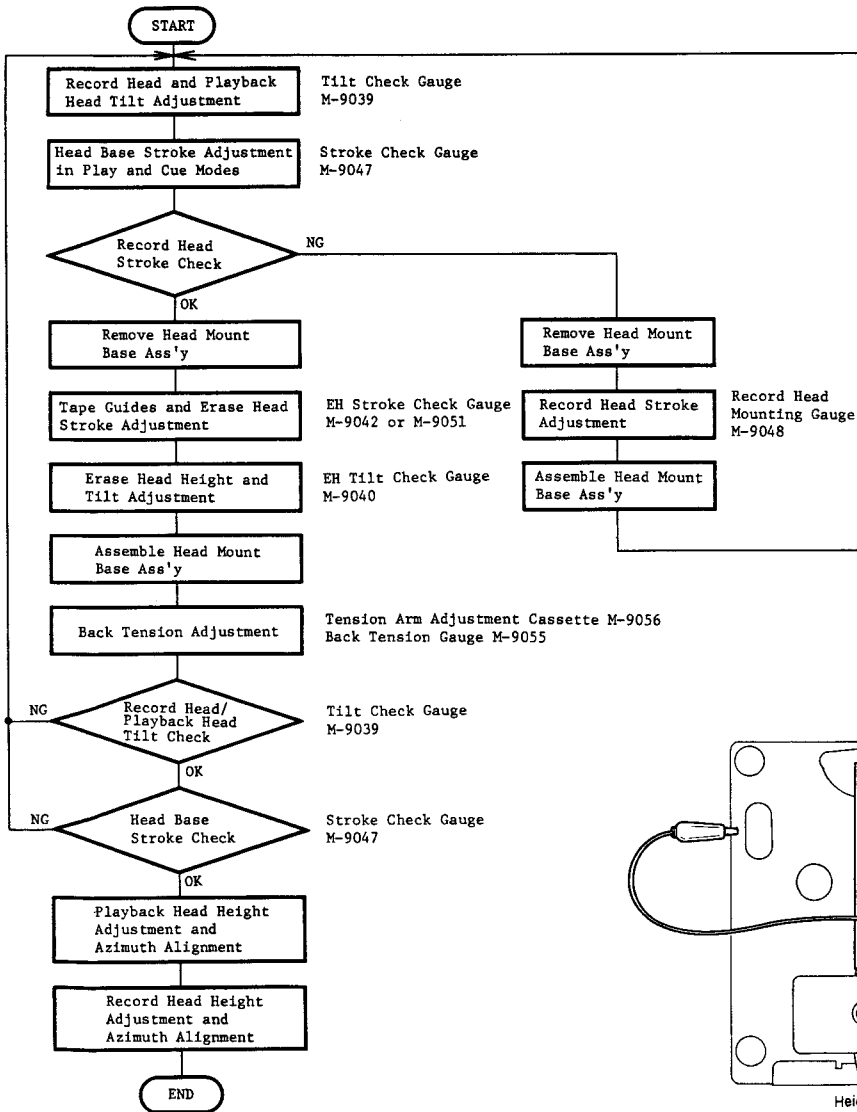 START
Record Head and Playback
Head Tilt Adjustment
Tilt Check Gauge
M-9039
Head Base Stroke Adjustment
in Play and Cue Modes
Stroke Check Gauge
M-9047
Record Head
Stroke Check
NG
OK
Remove Head Mount
Base Ass'y
Tape Guides and Erase Head
Stroke Adjustment
EH Stroke Check Gauge
M-9042 or M-9051
Erase Head Height and
Tilt Adjustment
EH Tilt Check Gauge
M-9040
Assemble Head Mount
Base Ass'y
Back Tension Adjustment
Tension Arm Adjustment Cassette M-9056
Back Tension Gauge M-9055
Remove Head Mount
Base Ass'y
Record Head Stroke
Adjustment
Record Head
Mounting Gauge
M-9048
Assemble Head Mount
Base Ass'y
NG
Record Head/
Playback Head
Tilt Check
Tilt Check Gauge
M-9039
OK
NG
Head Base
Stroke Check
Stroke Check Gauge
M-9047
OK
Playback Head Height
Adjustment and
Azimuth Alignment
Record Head Height
Adjustment and
Azimuth Alignment
END